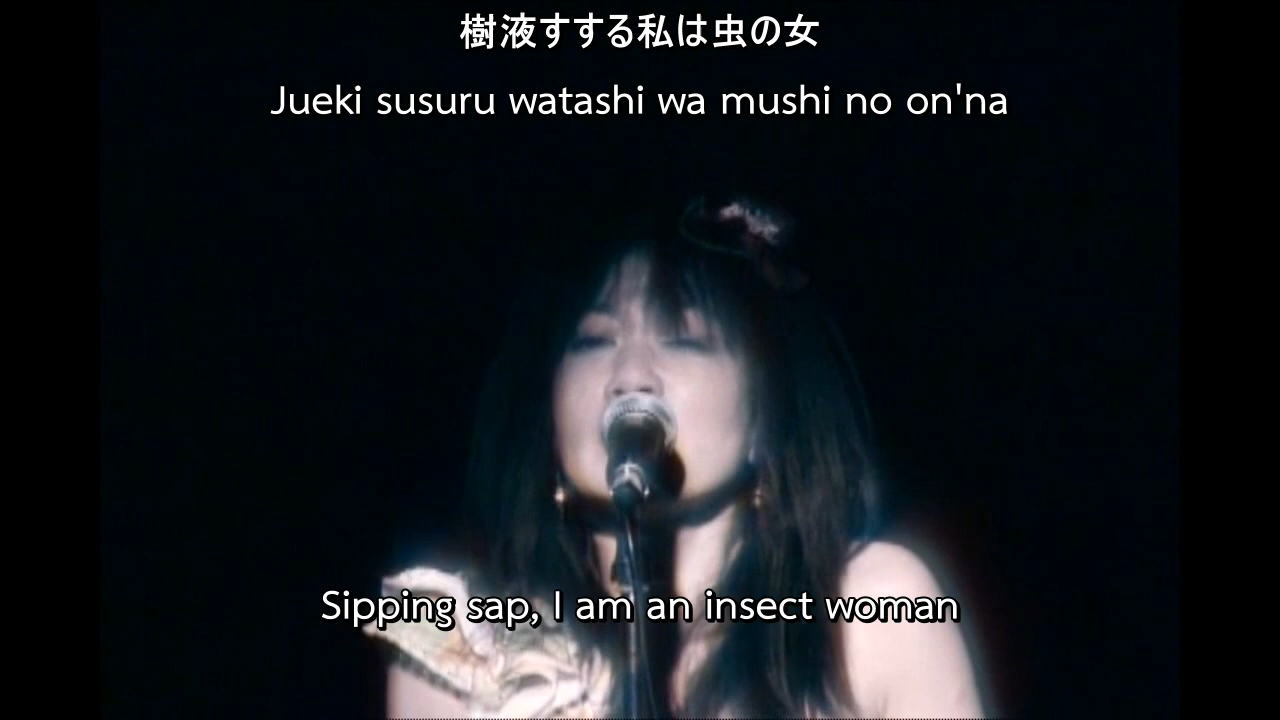 樹液すする私は虫の女
Jueki susuru watashi wa mushi no on'na
Sipping sap, I am an insect woman